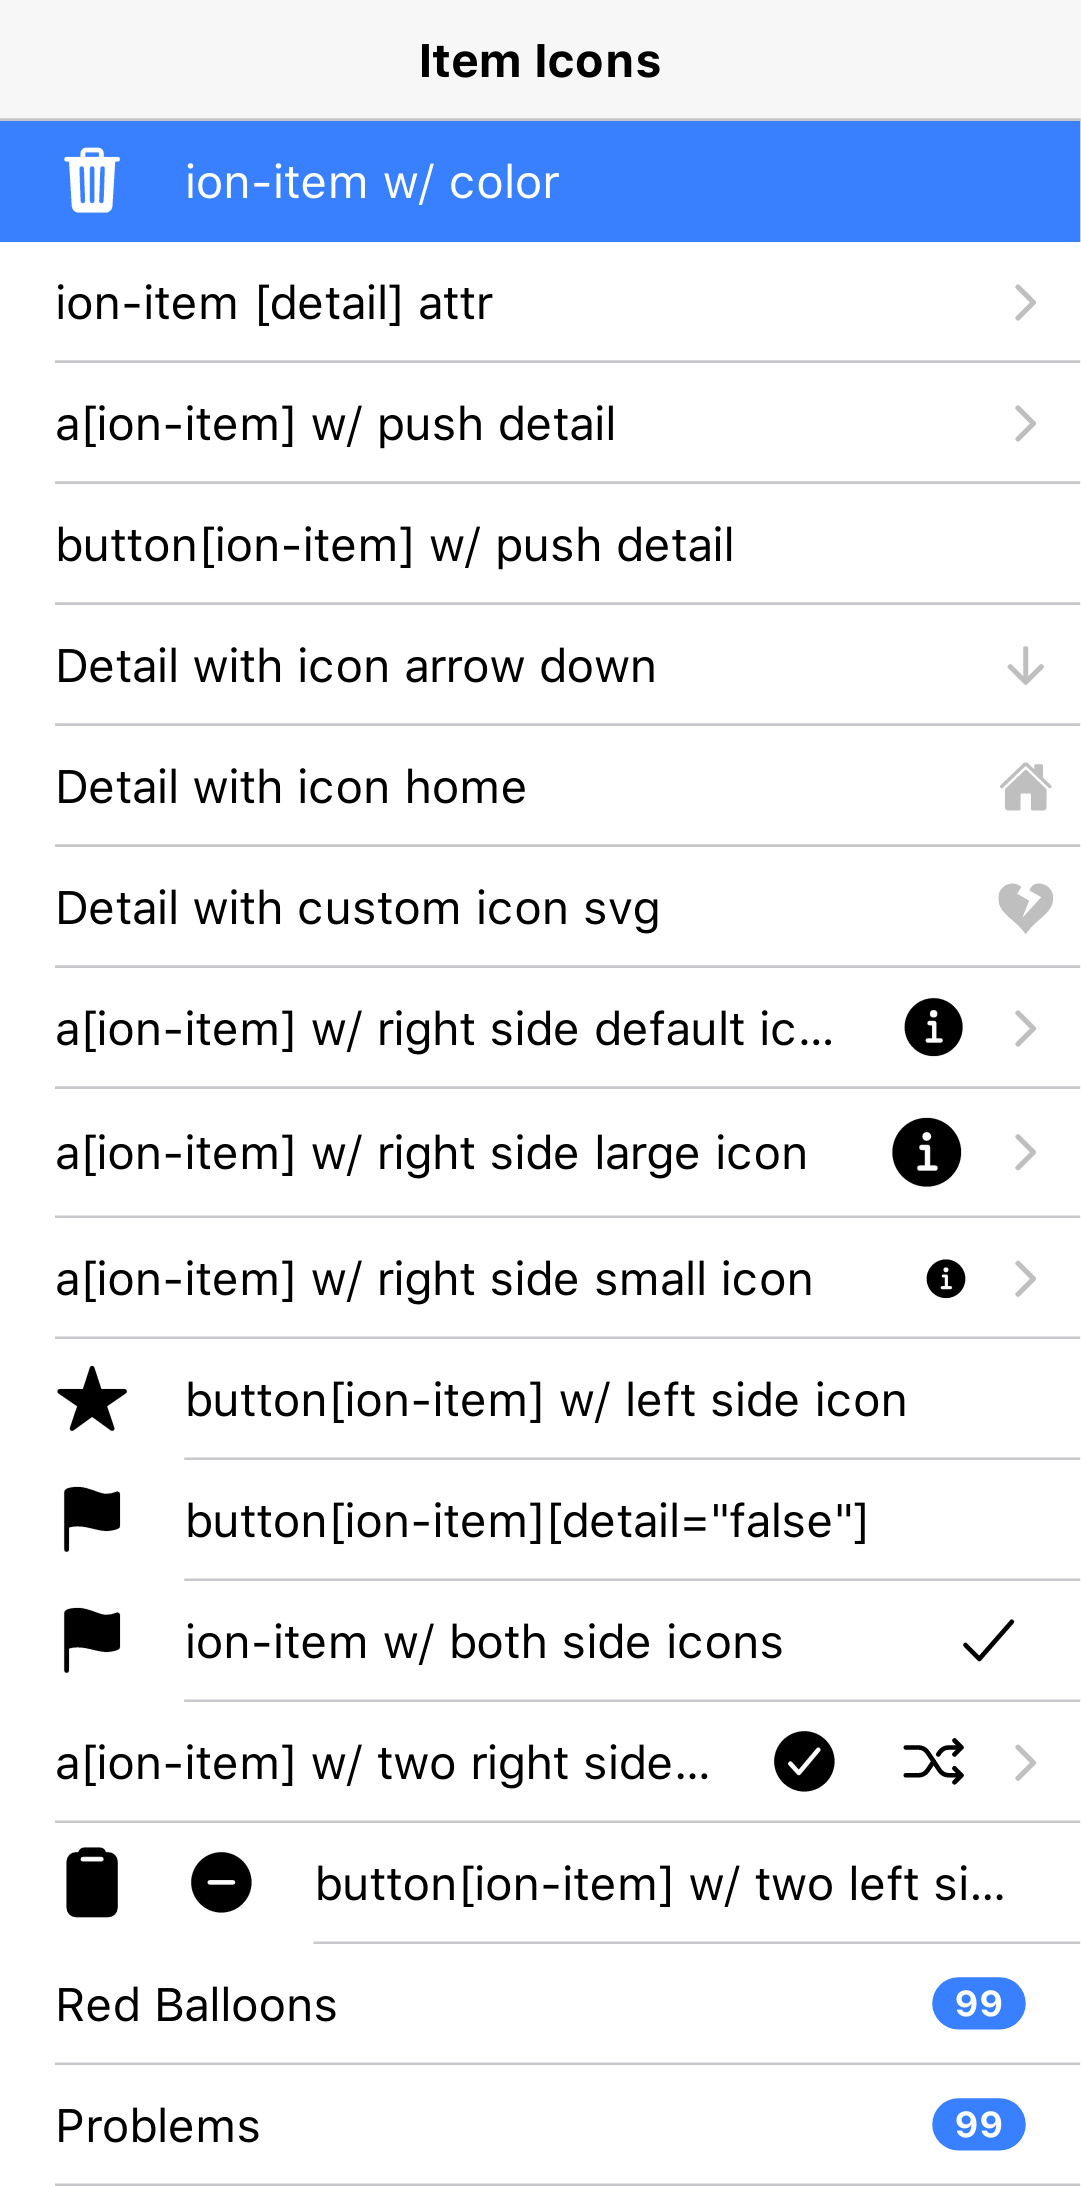 Item Icons
ion-item w/ color
ion-item [detail] attr
a[ion-item] w/ push detail
button[ion-item] w/ push detail
Detail with icon arrow down
Detail with icon home
Detail with custom icon svg
a[ion-item] w/ right side default ic...
a[ion-item] w/ right side large icon
a[ion-item] w/ right side small icon
button[ion-item] w/ left side icon
button[ion-item][detail="false"]
ion-item w/ both side icons
a[ion-item] w/ two right side...
button[ion-item] w/ two left si...
Red Balloons 99
Problems 99